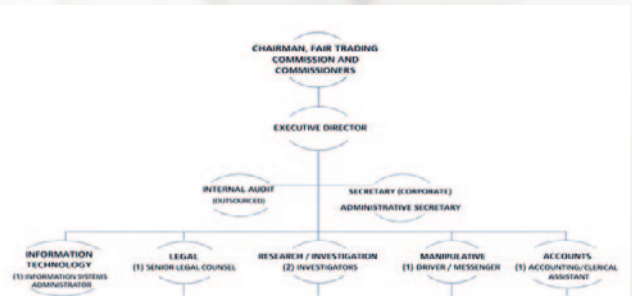 CHAIRMAN, FAIR TRADING
COMMISSION AND
COMMISSIONERS
EXECUTIVE DIRECTOR
INTERNAL AUDIT
(OUTSOURCED)
SECRETARY (CORPORATE)
ADMINISTRATIVE SECRETARY
INFORMATION
TECHNOLOGY
(1) INFORMATION SYSTEMS
ADMINISTRATOR
LEGAL
(1) SENIOR LEGAL COUNSEL
RESEARCH / INVESTIGATION
(2) INVESTIGATORS
MANIPULATIVE
(1) DRIVER / MESSENGER
ACCOUNTS
(1) ACCOUNTING/CLERICAL
ASSISTANT